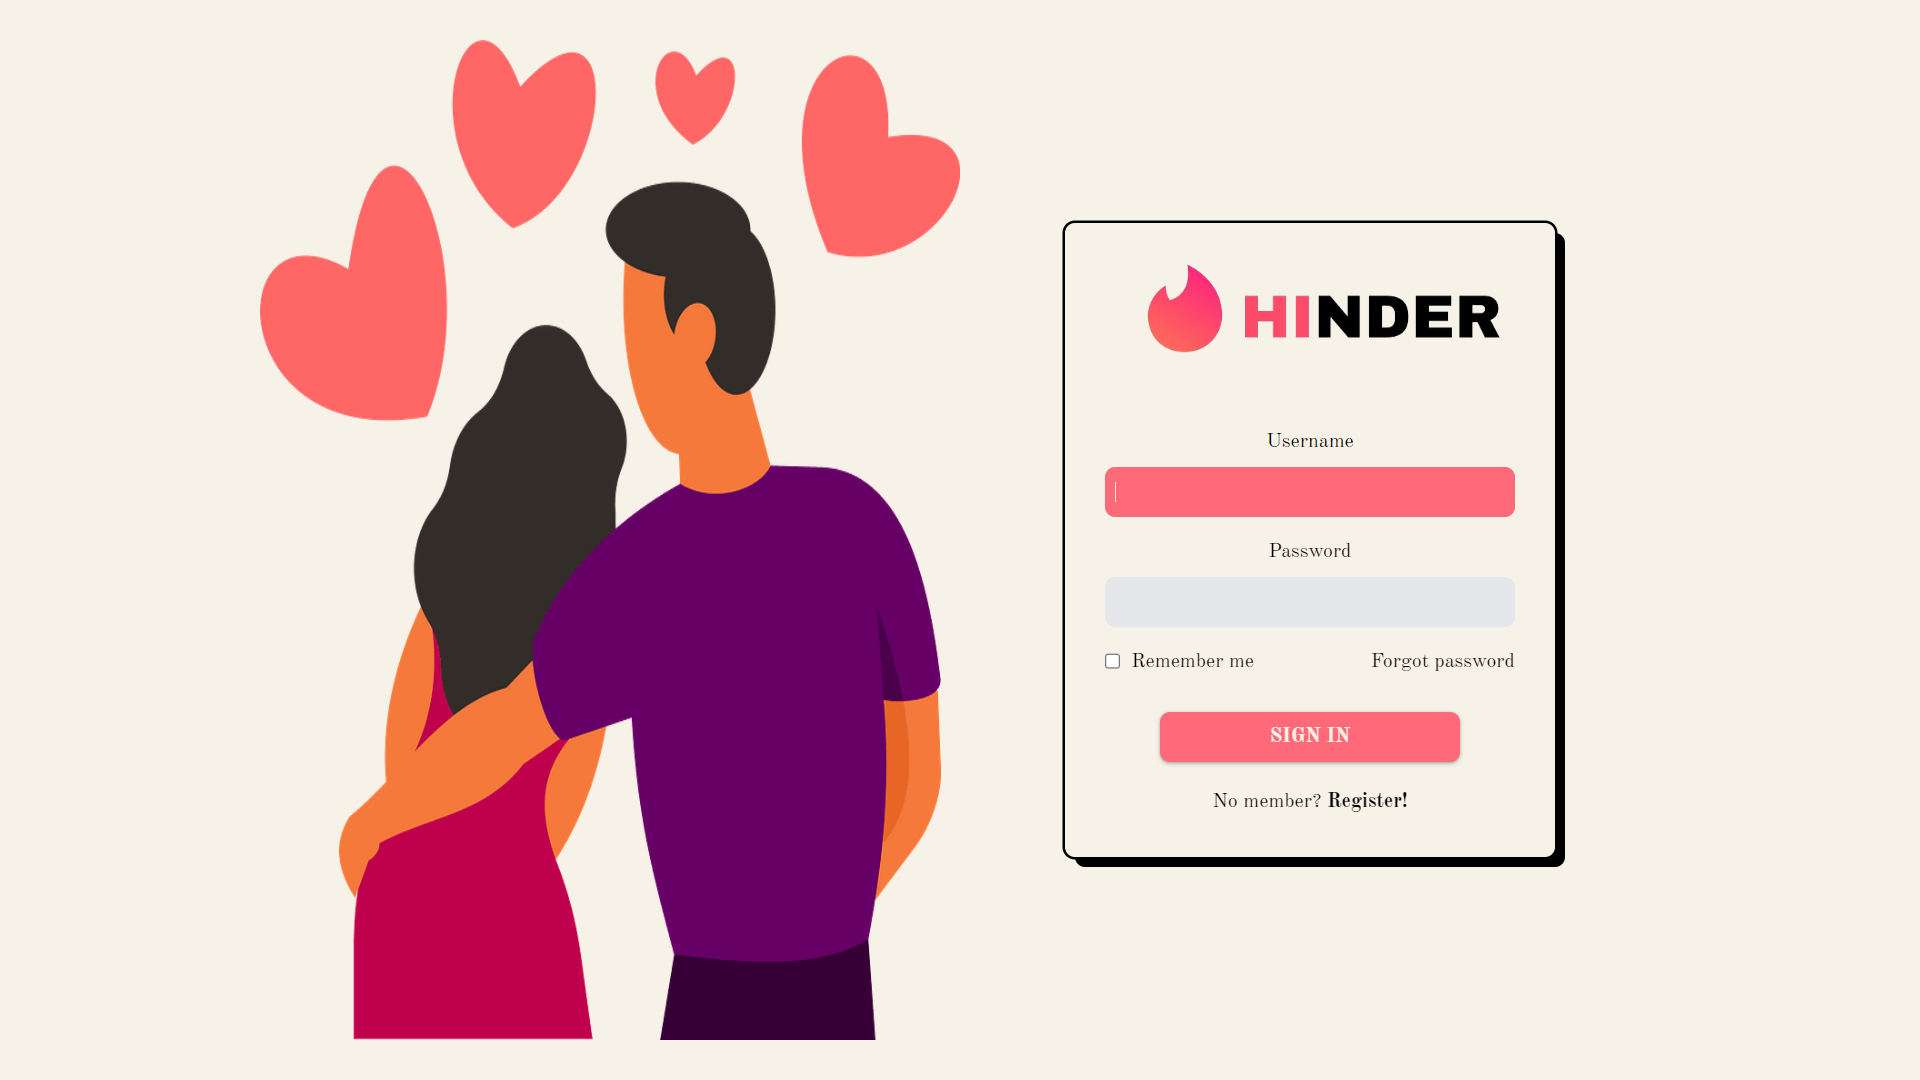 HINDER
Username
Password
Remember me
Forgot password
SIGN IN
No member? Register!